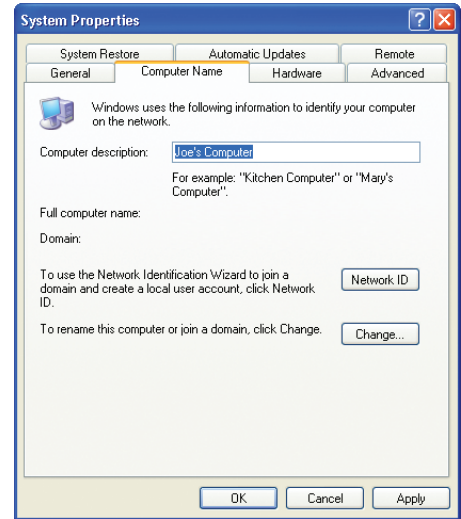 System Properties
System Restore Automatic Updates Remote
General Computer Name Hardware Advanced
Windows uses the following information to identify your computer
on the network.
Computer description: Joe's Computer
For example: "Kitchen Computer" or "Mary's
Computer".
Full computer name:
Domain:
To use the Network Identification Wizard to join a
domain and create a local user account, click Network
ID.
Network ID
To rename this computer or join a domain, click Change.
Change...
OK Cancel Apply